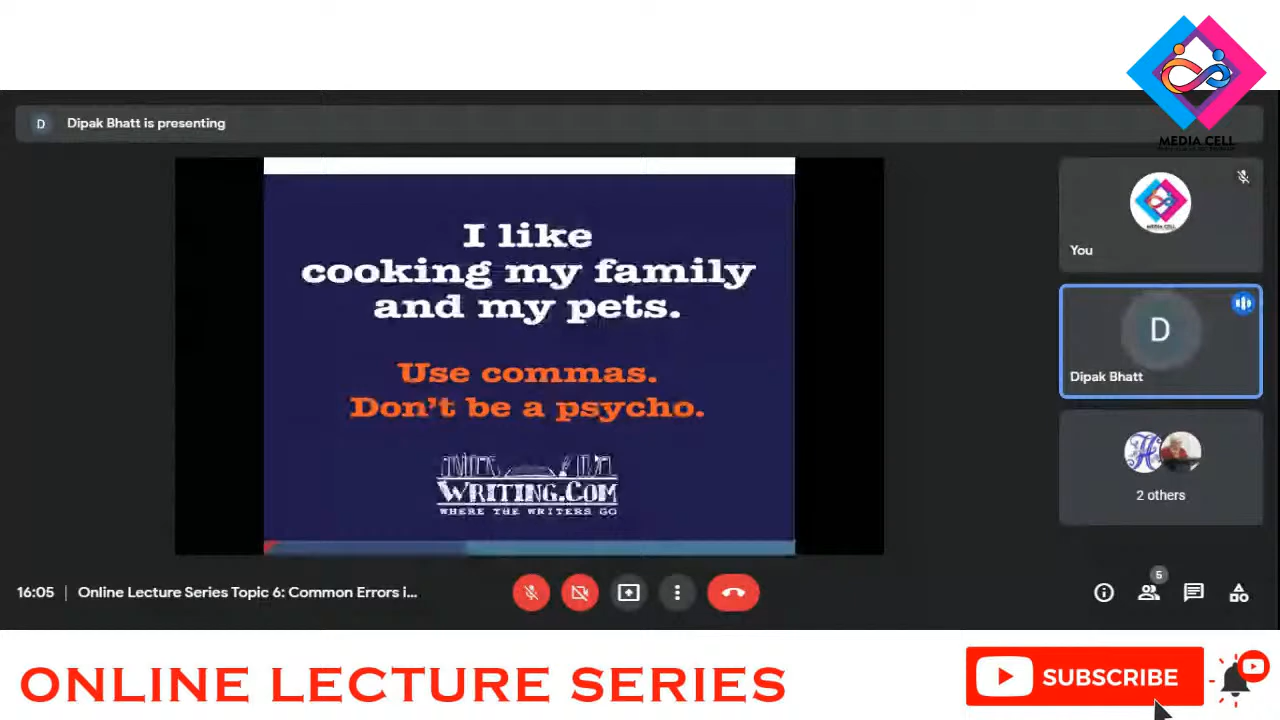 MEDIA CELL
D
Dipak Bhatt is presenting
I like
cooking my family
and my pets.
Use commas.
Don't be a psycho.
WRITING.COM
WHERE THE WRITERS GO
You
D
Dipak Bhatt
2 others
16:05 | Online Lecture Series Topic 6: Common Errors i...
5
ONLINE LECTURE SERIES
SUBSCRIBE